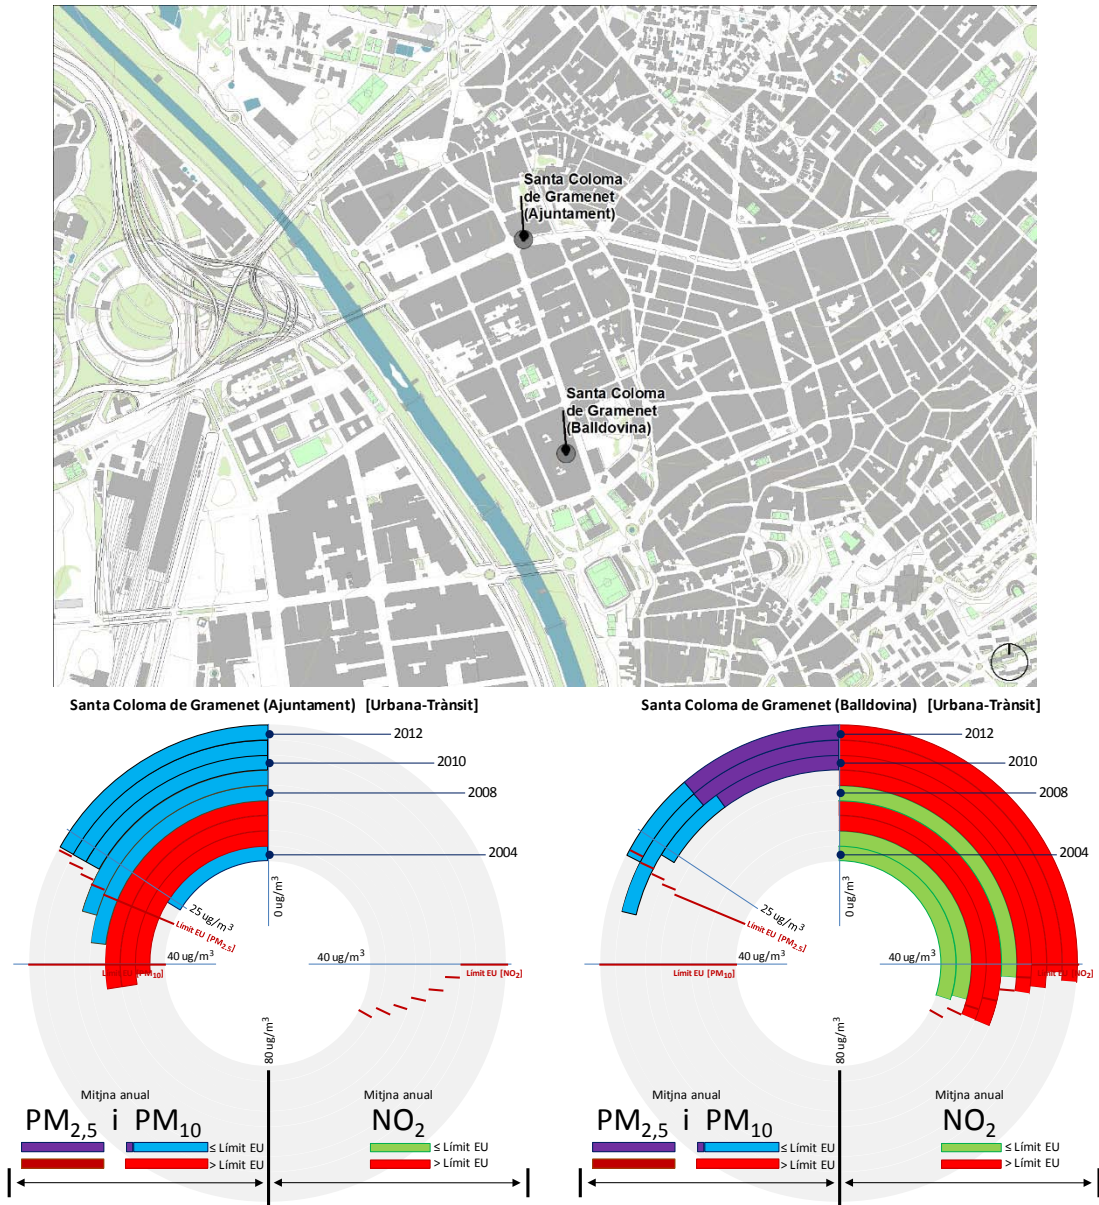 Santa Coloma
de Gramenet
(Ajuntament)
Santa Coloma
de Gramenet
(Balldovina)
Santa Coloma de Gramenet (Ajuntament) [Urbana-Trànsit]
2012
2010
2008
2004
0 ug/m³
25 ug/m³
Límit EU [PM2.5]
40 ug/m³
Límit EU [PM10]
40 ug/m³
Límit EU [NO2]
80 ug/m³
Mitjna anual
PM2,5 i PM10
≤ Límit EU
> Límit EU
Mitjna anual
NO2
≤ Límit EU
> Límit EU
Santa Coloma de Gramenet (Balldovina) [Urbana-Trànsit]
2012
2010
2008
2004
0 ug/m³
25 ug/m³
Límit EU [PM2.5]
40 ug/m³
Límit EU [PM10]
40 ug/m³
Límit EU [NO2]
80 ug/m³
Mitjna anual
PM2,5 i PM10
≤ Límit EU
> Límit EU
Mitjna anual
NO2
≤ Límit EU
> Límit EU